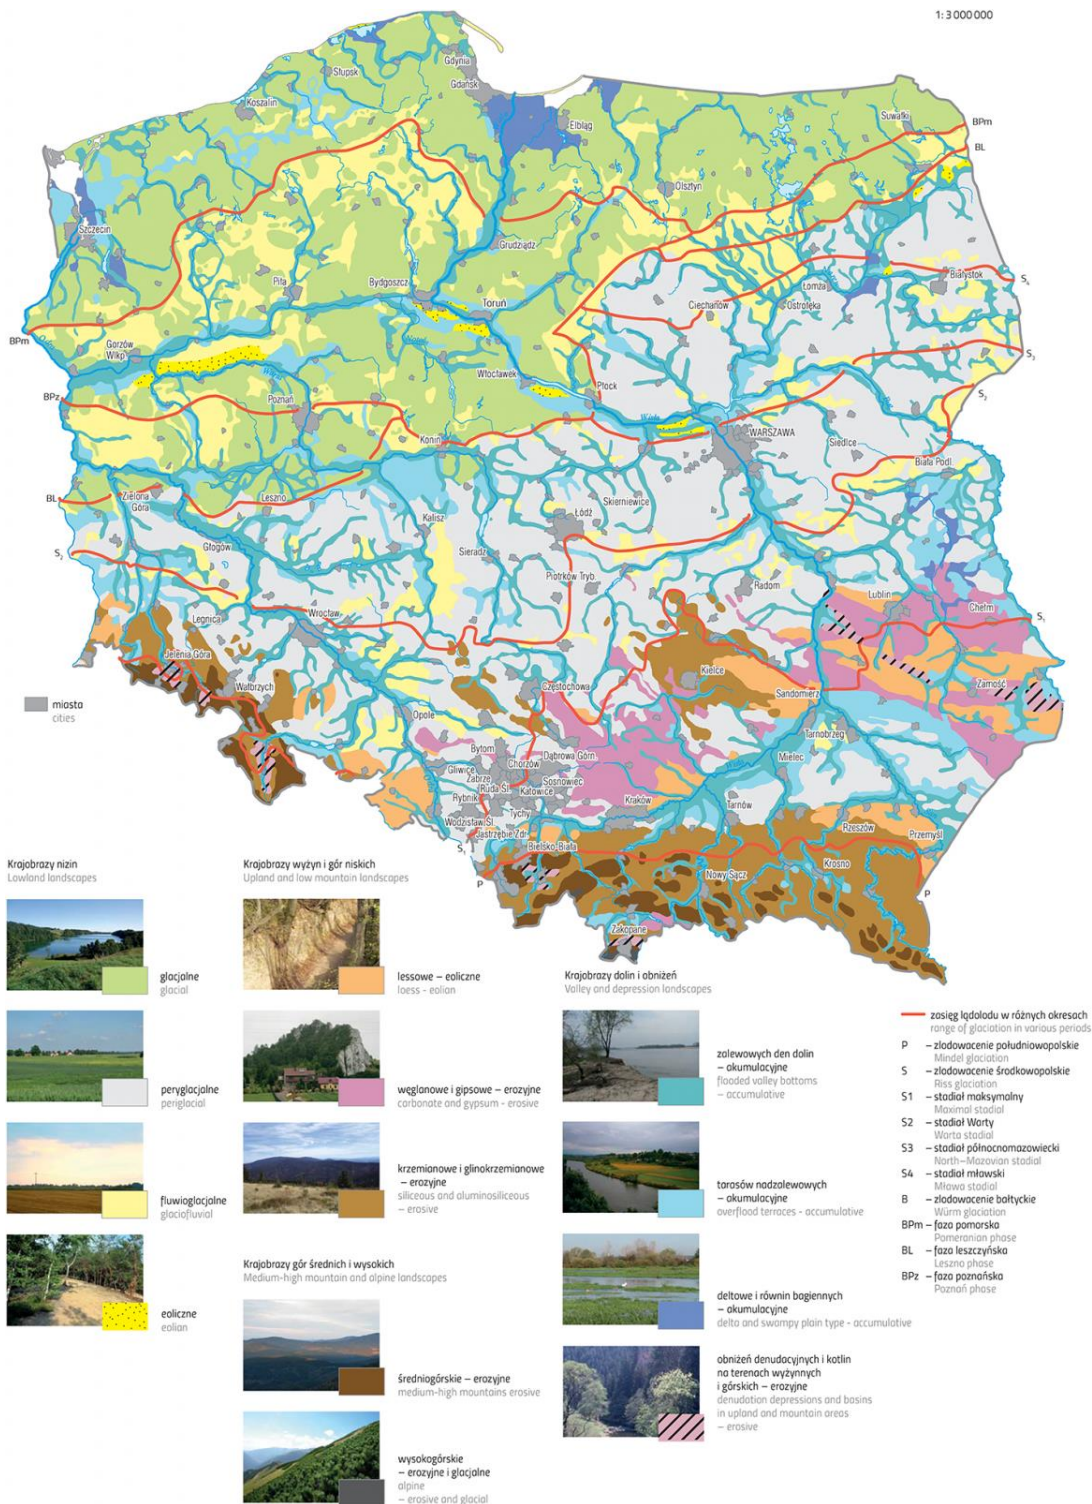 1: 3 000 000
Gdynia
Słupsk
Gdańsk
Koszalin
Elbląg
Suwałki
BPm
BL
Olsztyn
Szczecin
Grudziądz
Piła
Bydgoszcz
Toruń
Łomża
Białystok
S4
Ciechanów
Ostrołęka
BPm
Gorzów
Wlkp.
Włocławek
S3
Płock
BPz
Poznań
S2
WARSZAWA
Konin
Siedlce
Biała Podl.
BL
Zielona
Góra
Leszno
Skierniewice
Kalisz
Łódź
S2
Głogów
Sieradz
Piotrków Tryb.
Radom
Lublin
Legnica
Wrocław
Chełm
S1
Jelenia Góra
Kielce
Zamość
Wałbrzych
Częstochowa
Sandomierz
miasta
cities
Opole
Tarnobrzeg
Bytom
Dąbrowa Górn.
Mielec
Gliwice
Chorzów
Zabrze
Sosnowiec
Ruda Śl.
Katowice
Rybnik
Kraków
Tychy
Tarnów
Wodzisław Śl.
Rzeszów
Jastrzębie Zdr.
Przemyśl
S1
Bielsko-Biała
Krosno
P
Nowy Sącz
P
Zakopane
Krajobrazy nizin
Lowland landscapes
glacjalne
glacial
peryglacjalne
periglacial
fluwioglacjalne
glaciofluvial
eoliczne
eolian
Krajobrazy wyżyn i gór niskich
Upland and low mountain landscapes
lessowe – eoliczne
loess - eolian
węglanowe i gipsowe – erozyjne
carbonate and gypsum - erosive
krzemianowe i glinokrzemianowe
– erozyjne
siliceous and aluminosiliceous
– erosive
Krajobrazy gór średnich i wysokich
Medium-high mountain and alpine landscapes
średniogórskie – erozyjne
medium-high mountains erosive
wysokogórskie
– erozyjne i glacjalne
alpine
– erosive and glacial
Krajobrazy dolin i obniżeń
Valley and depression landscapes
zalewowych den dolin
– akumulacyjne
flooded valley bottoms
– accumulative
tarasów nadzalewowych
– akumulacyjne
overflood terraces - accumulative
deltowe i równin bagiennych
– akumulacyjne
delta and swompy plain type - accumulative
obniżeń denudacyjnych i kotlin
na terenach wyżynnych
i górskich – erozyjne
denudation depressions and basins
in upland and mountain areas
– erosive
zasięg lądolodu w różnych okresach
range of glaciation in various periods
P – zlodowacenie południowopolskie
Mindel glaciation
S – zlodowacenie środkowopolskie
Riss glaciation
S1 – stadiał maksymalny
Maximal stadial
S2 – stadiał Warty
Warta stadial
S3 – stadiał północnomazowiecki
North–Mazovian stadial
S4 – stadiał mławski
Mława stadial
B – zlodowacenie bałtyckie
Würm glaciation
BPm – faza pomorska
Pomeranian phase
BL – faza leszczyńska
Leszno phase
BPz – faza poznańska
Poznań phase